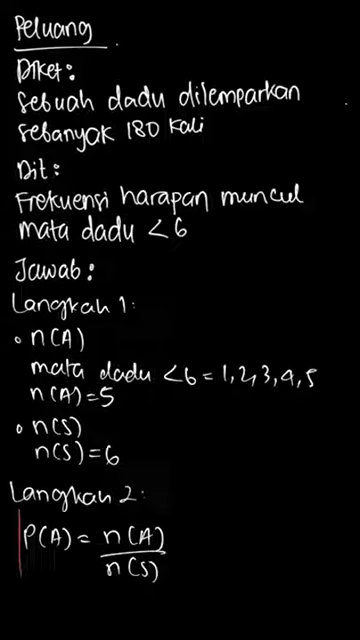 Peluang
Diket:
Sebuah dadu dilemparkan
sebanyak 180 kali
Dit:
Frekuensi harapan muncul
mata dadu <6
Jawab:
Langkah 1:
• n(A)
mata dadu <6 = 1, 2, 3, 4, 5
n(A) = 5
• n(S)
n(S) = 6
Langkah 2:
P(A) = n(A)
n(S)